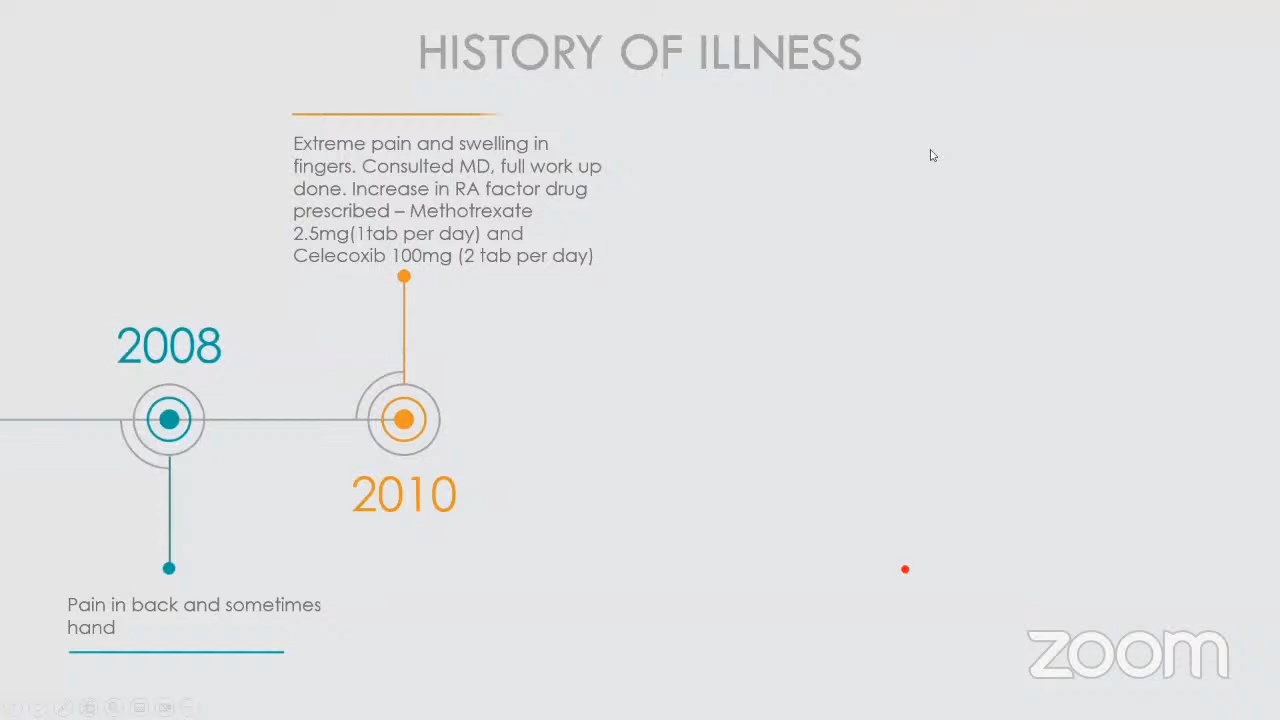 HISTORY OF ILLNESS
Extreme pain and swelling in
fingers. Consulted MD, full work up
done. Increase in RA factor drug
prescribed – Methotrexate
2.5mg(1tab per day) and
Celecoxib 100mg (2 tab per day)
2008
2010
Pain in back and sometimes
hand
zoom